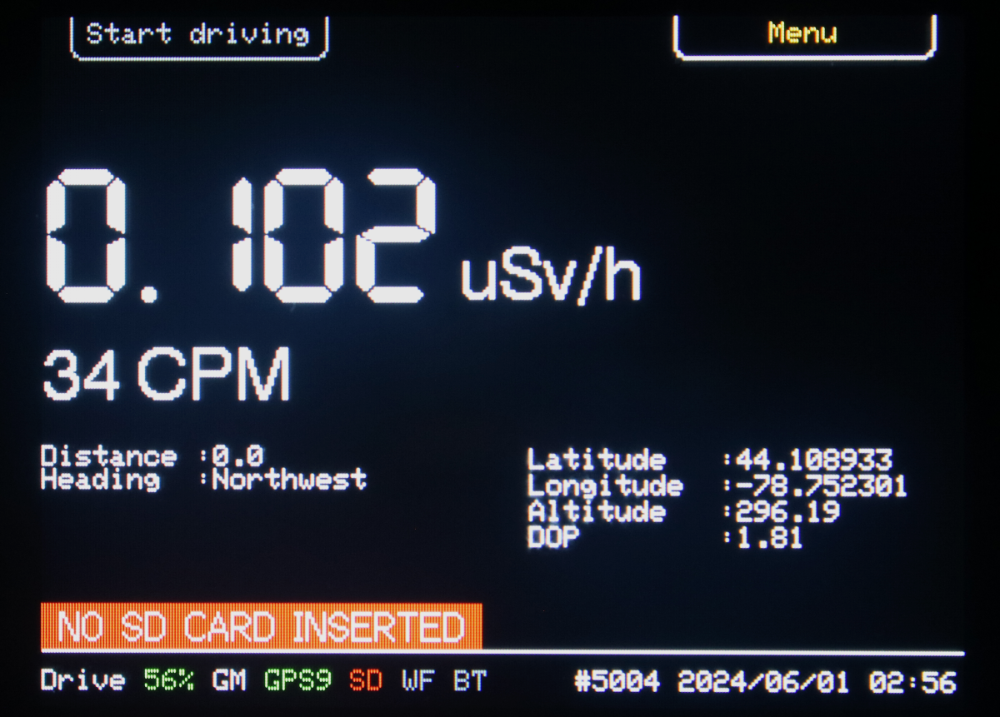 Start driving Menu
0.102 uSv/h
34 CPM
Distance :0.0
Heading :Northwest
Latitude :44.108933
Longitude :-78.752301
Altitude :296.19
DOP :1.81
NO SD CARD INSERTED
Drive 56% GM GPS9 SD WF BT #5004 2024/06/01 02:56